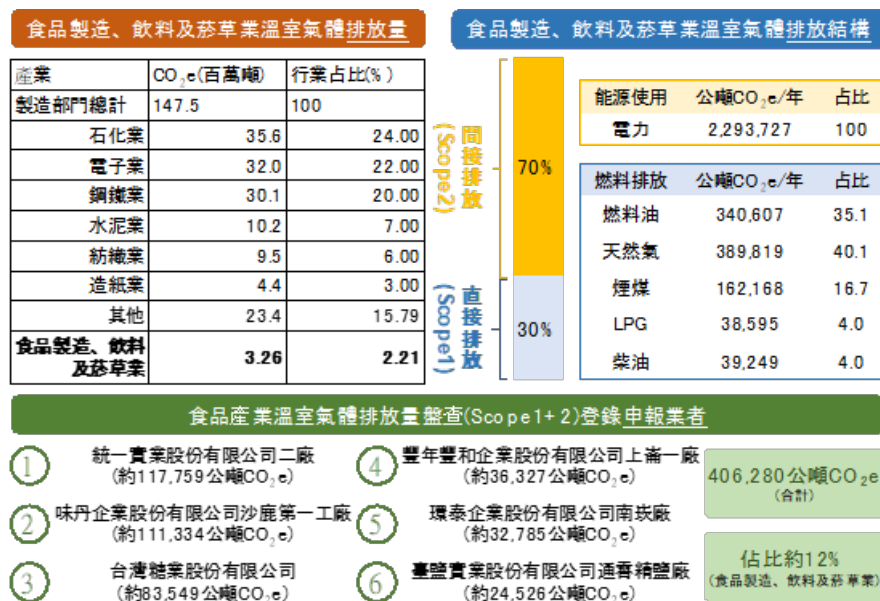 食品製造、飲料及菸草業溫室氣體排放量
產業 CO2e(百萬噸) 行業占比(%)
製造部門總計 147.5 100
石化業 35.6 24.00
電子業 32.0 22.00
鋼鐵業 30.1 20.00
水泥業 10.2 7.00
紡織業 9.5 6.00
造紙業 4.4 3.00
其他 23.4 15.79
食品製造、飲料
及菸草業 3.26 2.21
食品製造、飲料及菸草業溫室氣體排放結構
間接排放
(Scope2)
70%
直接排放
(Scope1)
30%
能源使用 公噸CO2e/年 占比
電力 2,293,727 100
燃料排放 公噸CO2e/年 占比
燃料油 340,607 35.1
天然氣 389,819 40.1
煙煤 162,168 16.7
LPG 38,595 4.0
柴油 39,249 4.0
食品產業溫室氣體排放量盤查(Scope1+2)登錄申報業者
1 統一實業股份有限公司二廠
(約117,759公噸CO2e)
2 味丹企業股份有限公司沙鹿第一工廠
(約111,334公噸CO2e)
3 台灣糖業股份有限公司
(約83,549公噸CO2e)
4 豐年豐和企業股份有限公司上崙一廠
(約36,327公噸CO2e)
5 環泰企業股份有限公司南崁廠
(約32,785公噸CO2e)
6 臺鹽實業股份有限公司通霄精鹽廠
(約24,526公噸CO2e)
406,280公噸CO2e
(合計)
佔比約12%
(食品製造、飲料及菸草業)